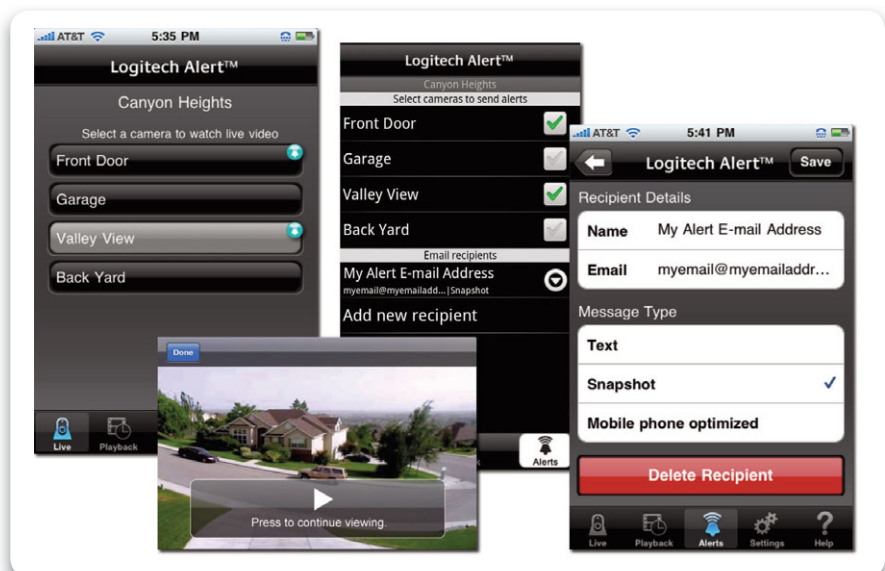 AT&T 5:35 PM
Logitech Alert™
Canyon Heights
Select a camera to watch live video
Front Door
Garage
Valley View
Back Yard
Live Playback
Logitech Alert™
Canyon Heights
Select cameras to send alerts
Front Door
Garage
Valley View
Back Yard
Email recipients
My Alert E-mail Address
myemail@myemailadd...|Snapshot
Add new recipient
Alerts
Done
Press to continue viewing.
AT&T 5:41 PM
Logitech Alert™ Save
Recipient Details
Name My Alert E-mail Address
Email myemail@myemailaddr...
Message Type
Text
Snapshot
Mobile phone optimized
Delete Recipient
Live Playback Alerts Settings Help